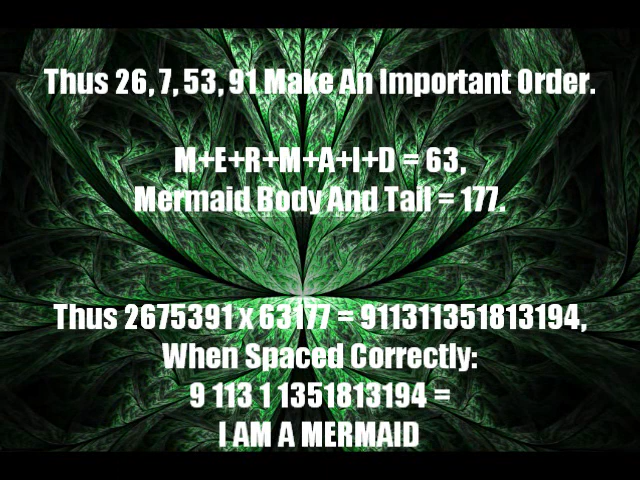 Thus 26, 7, 53, 91 Make An Important Order.
M+E+R+M+A+I+D = 63,
Mermaid Body And Tail = 177.
Thus 2675391 x 63177 = 911311351813194,
When Spaced Correctly:
9 113 1 1351813194 =
I AM A MERMAID